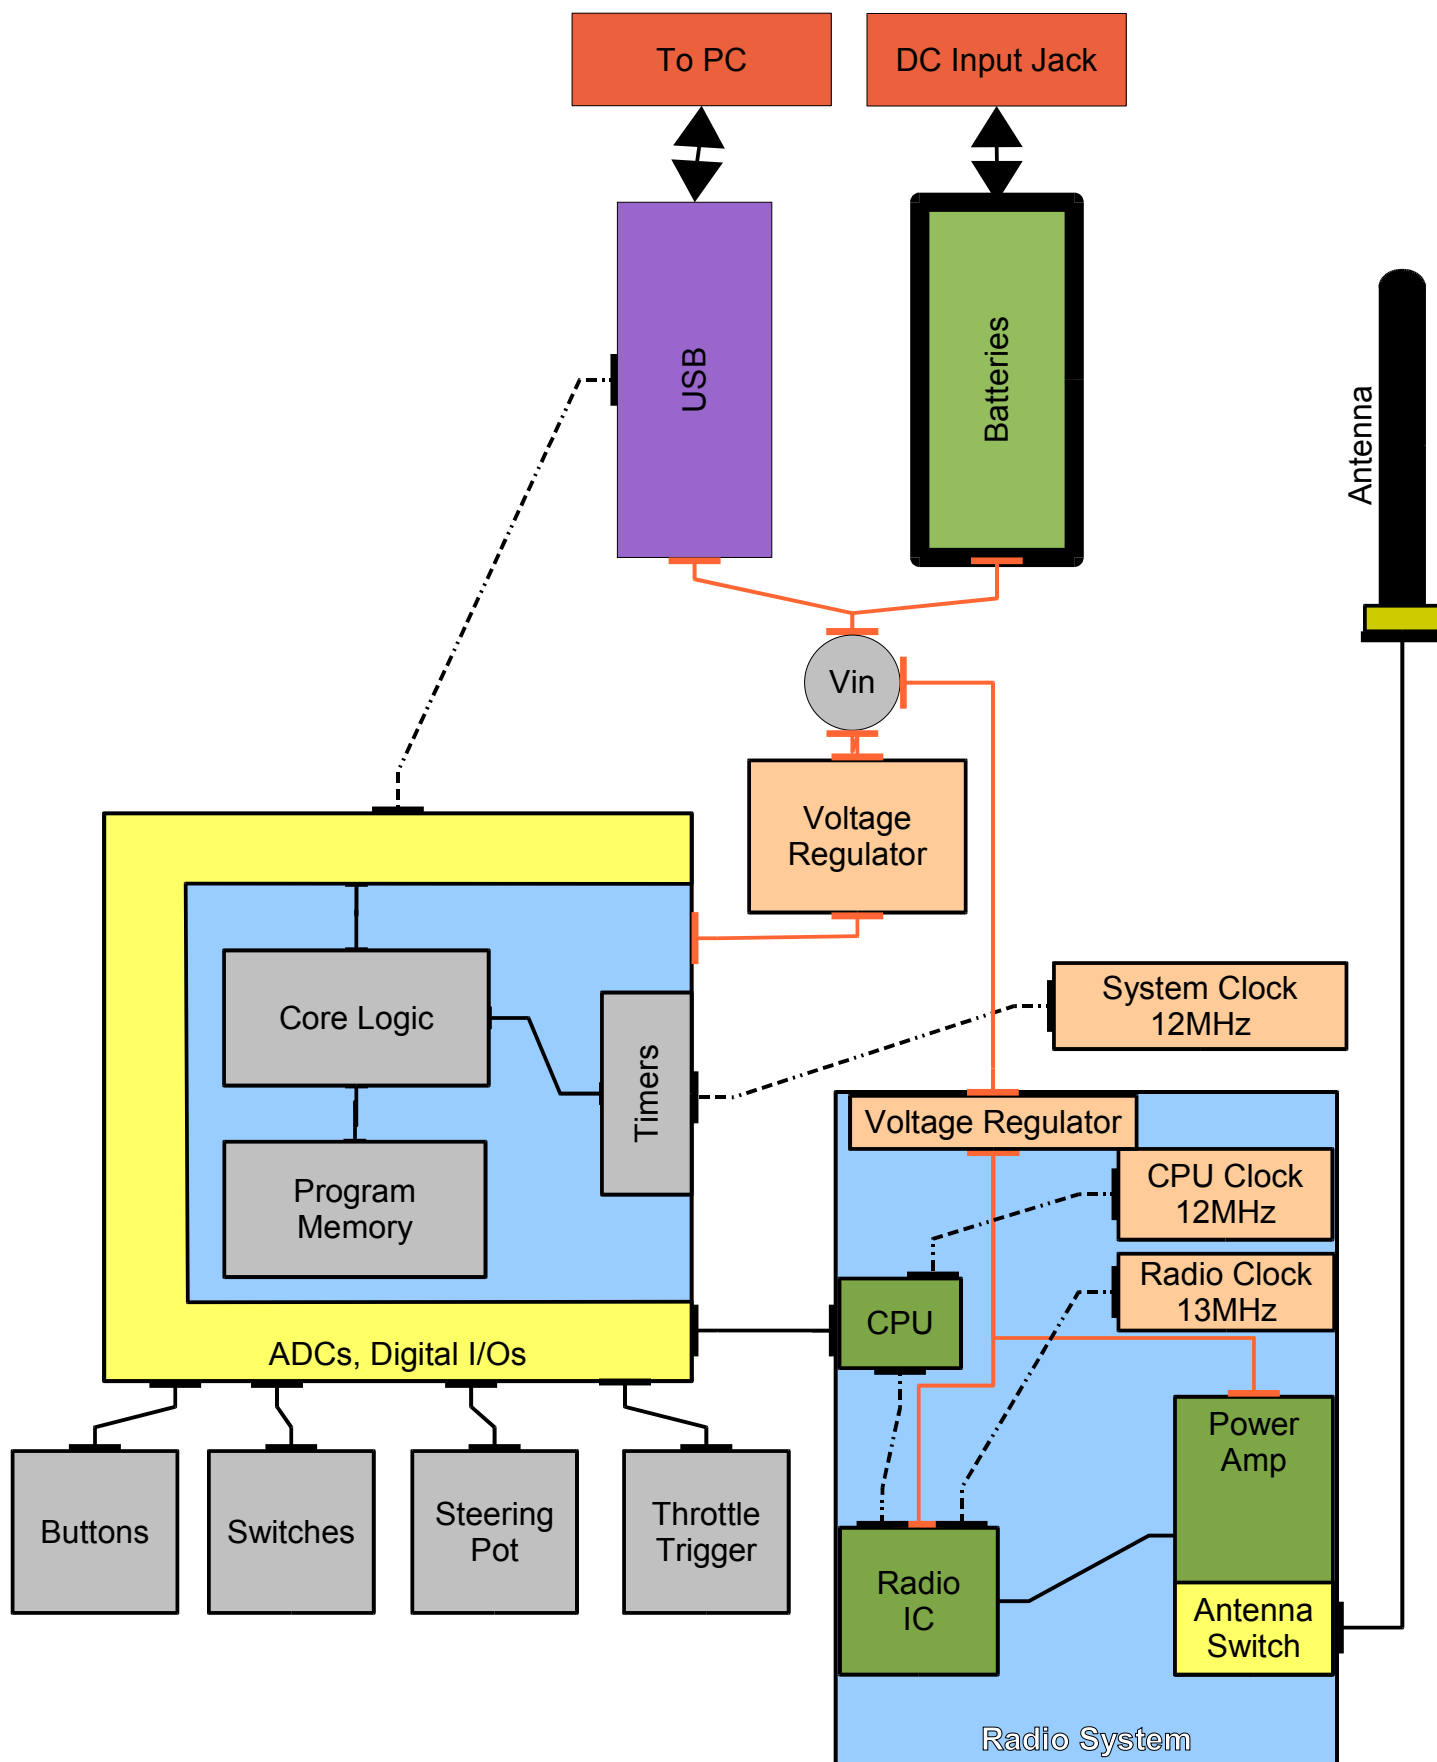 To PC
DC Input Jack
USB
Batteries
Antenna
Vin
Voltage
Regulator
Core Logic
Timers
System Clock
12MHz
Program
Memory
Voltage Regulator
CPU Clock
12MHz
Radio Clock
13MHz
CPU
ADCs, Digital I/Os
Power
Amp
Buttons
Switches
Steering
Pot
Throttle
Trigger
Radio
IC
Antenna
Switch
Radio System